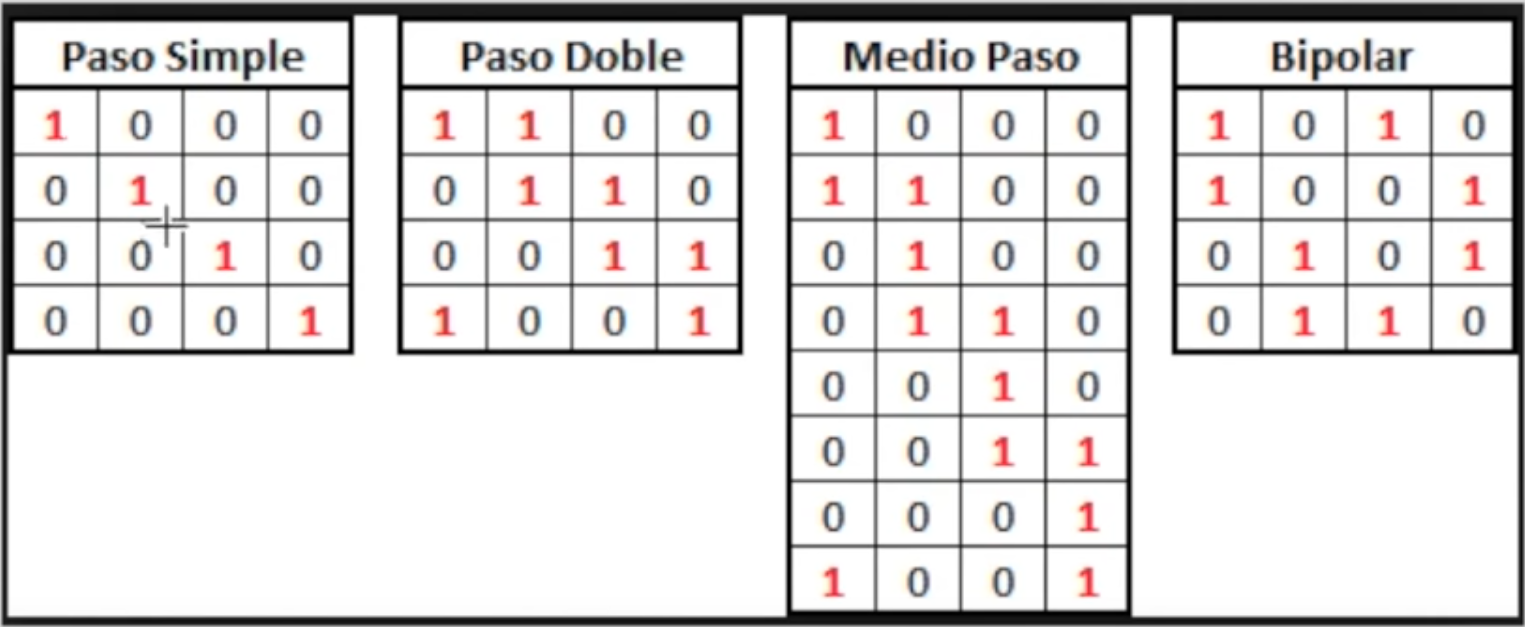 Paso Simple Paso Doble Medio Paso Bipolar
1 0 0 0 1 1 0 0 1 0 0 0 1 0 1 0
0 1 0 0 0 1 1 0 1 1 0 0 1 0 0 1
0 0 1 0 0 0 1 1 0 1 0 0 0 1 0 1
0 0 0 1 1 0 0 1 0 1 1 0 0 1 1 0
0 0 1 0
0 0 1 1
0 0 0 1
1 0 0 1